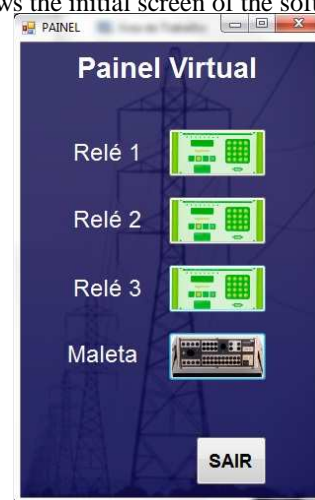 ws the initial screen of the soft
PAINEL
Painel Virtual
Relé 1
Relé 2
Relé 3
Maleta
SAIR